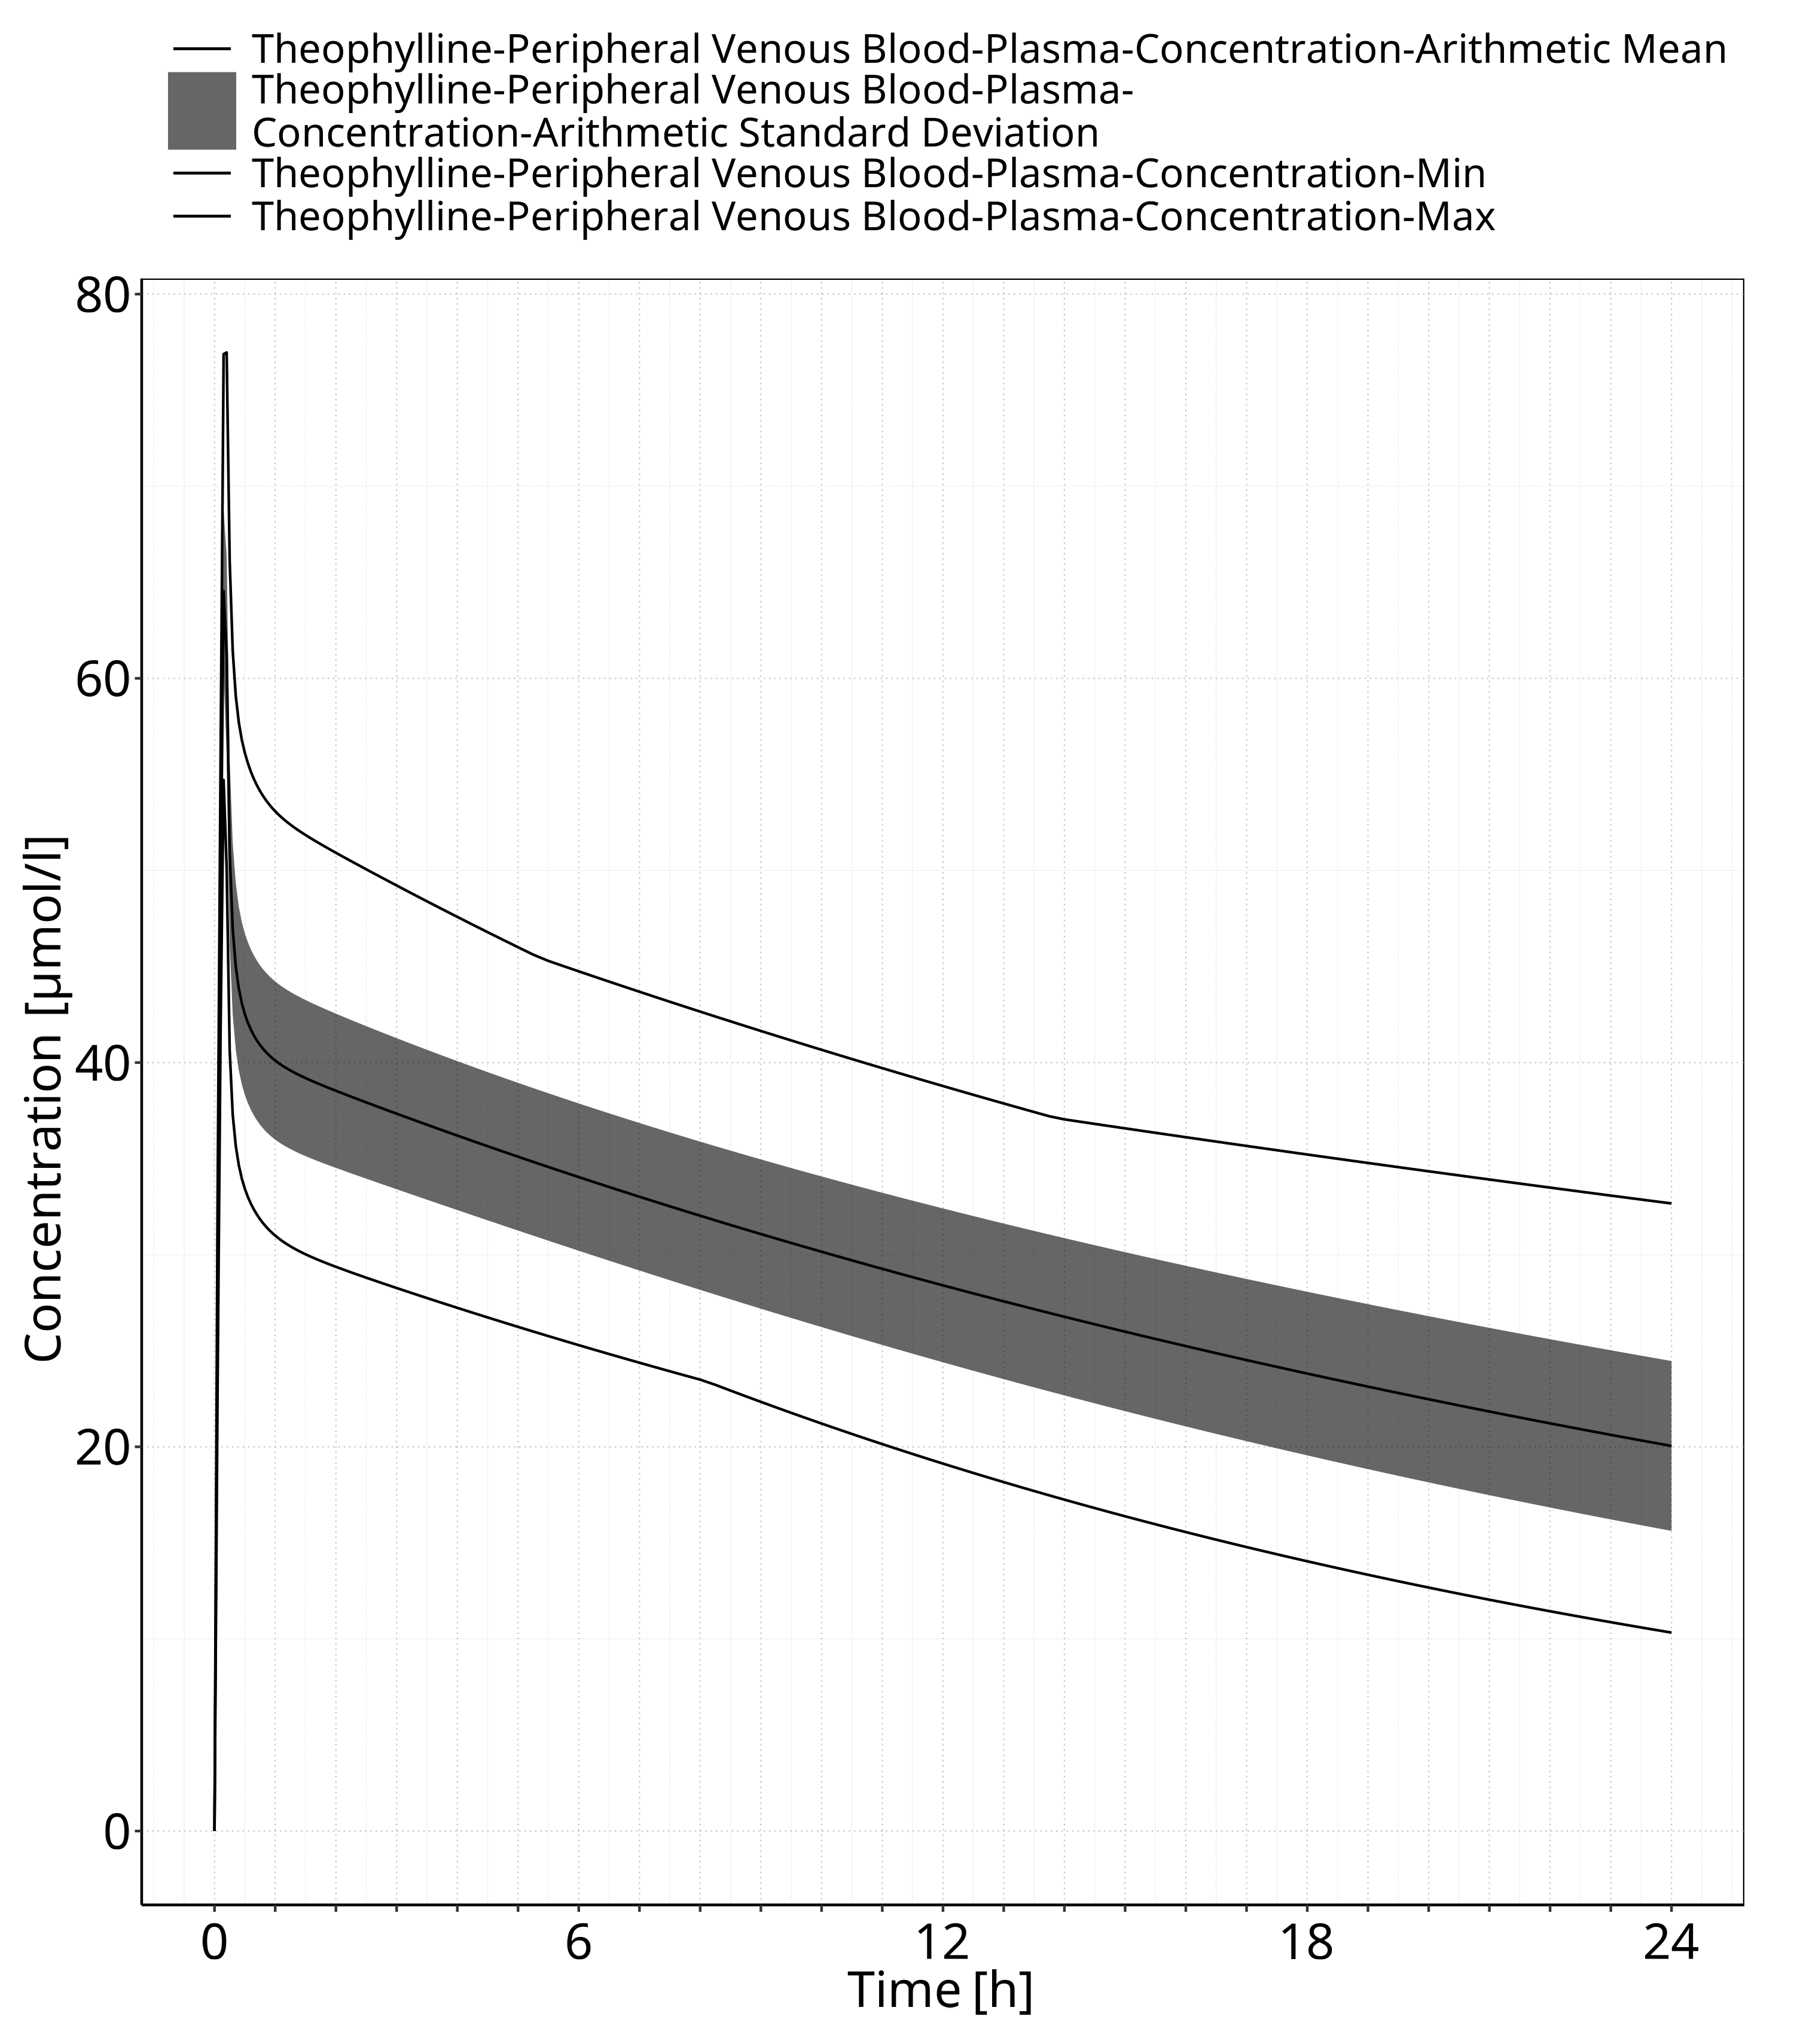 Theophylline-Peripheral Venous Blood-Plasma-Concentration-Arithmetic Mean
Theophylline-Peripheral Venous Blood-Plasma-
Concentration-Arithmetic Standard Deviation
Theophylline-Peripheral Venous Blood-Plasma-Concentration-Min
Theophylline-Peripheral Venous Blood-Plasma-Concentration-Max
80
60
40
20
0
Concentration [µmol/l]
0 6 12 18 24
Time [h]